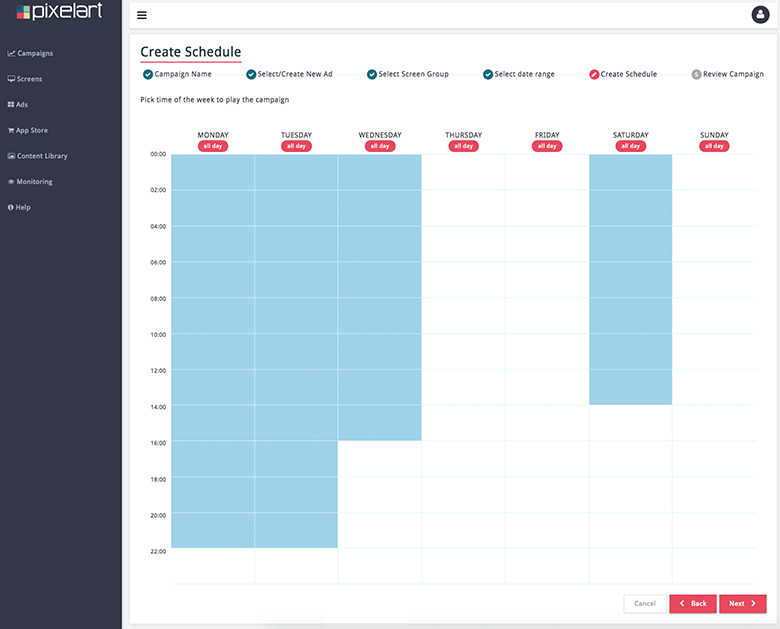 pixelart
Campaigns
Screens
Ads
App Store
Content Library
Monitoring
Help
Create Schedule
Campaign Name Select/Create New Ad Select Screen Group Select date range Create Schedule 5 Review Campaign
Pick time of the week to play the campaign
MONDAY TUESDAY WEDNESDAY THURSDAY FRIDAY SATURDAY SUNDAY
all day all day all day all day all day all day all day
00:00
02:00
04:00
06:00
08:00
10:00
12:00
14:00
16:00
18:00
20:00
22:00
Cancel Back Next